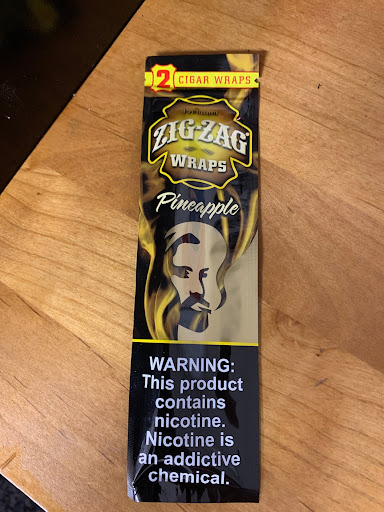 2 CIGAR WRAPS
ZIG-ZAG
WRAPS
Pineapple
WARNING:
This product
contains
nicotine.
Nicotine is
an addictive
chemical.